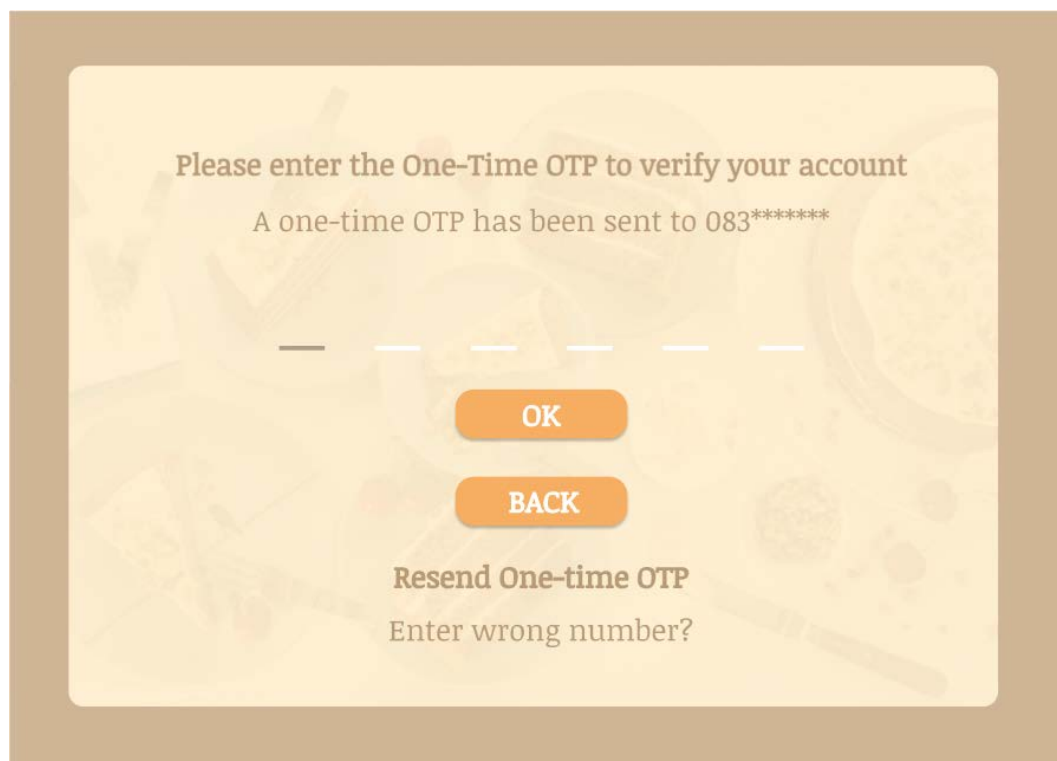 Please enter the One-Time OTP to verify your account
A one-time OTP has been sent to 083*******
OK
BACK
Resend One-time OTP
Enter wrong number?